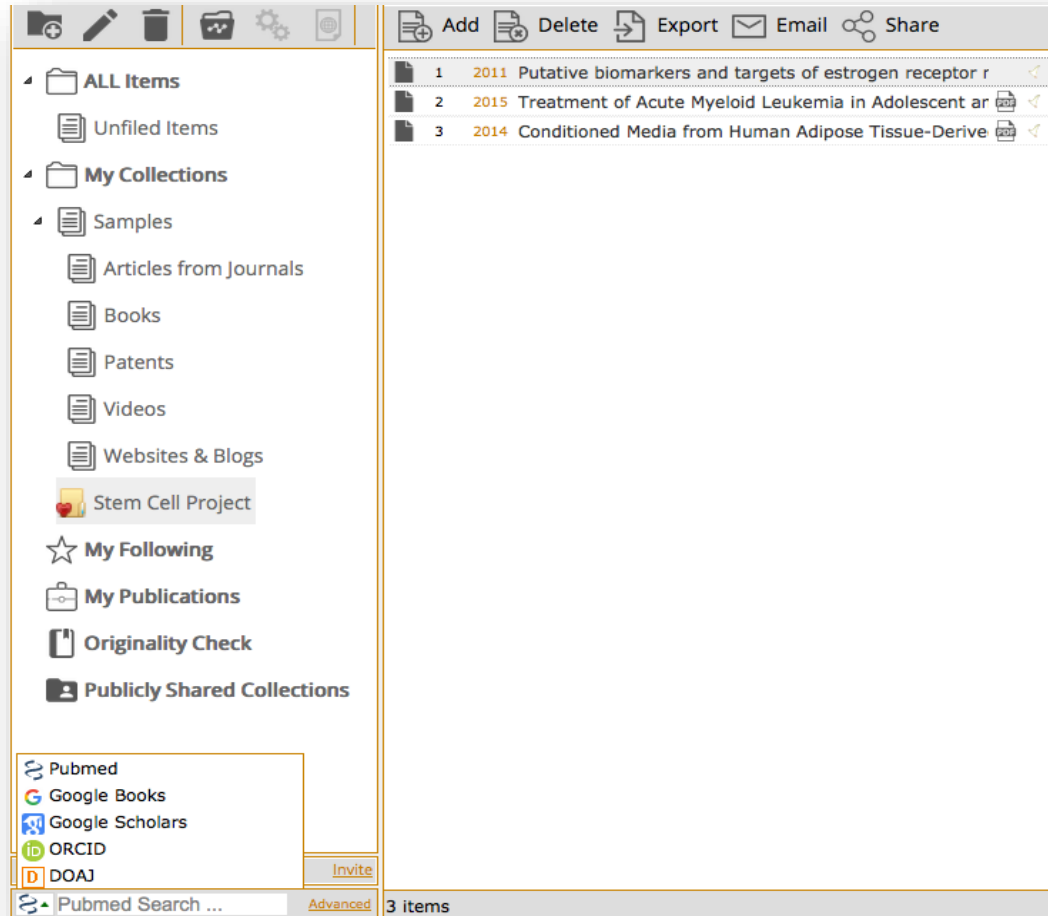 Add Delete Export Email Share
ALL Items
Unfiled Items
My Collections
Samples
Articles from Journals
Books
Patents
Videos
Websites & Blogs
Stem Cell Project
My Following
My Publications
Originality Check
Publicly Shared Collections
Pubmed
Google Books
Google Scholars
iD ORCID
D DOAJ
Invite
Pubmed Search ... Advanced
1 2011 Putative biomarkers and targets of estrogen receptor r
2 2015 Treatment of Acute Myeloid Leukemia in Adolescent ar PDF
3 2014 Conditioned Media from Human Adipose Tissue-Derive PDF
3 items